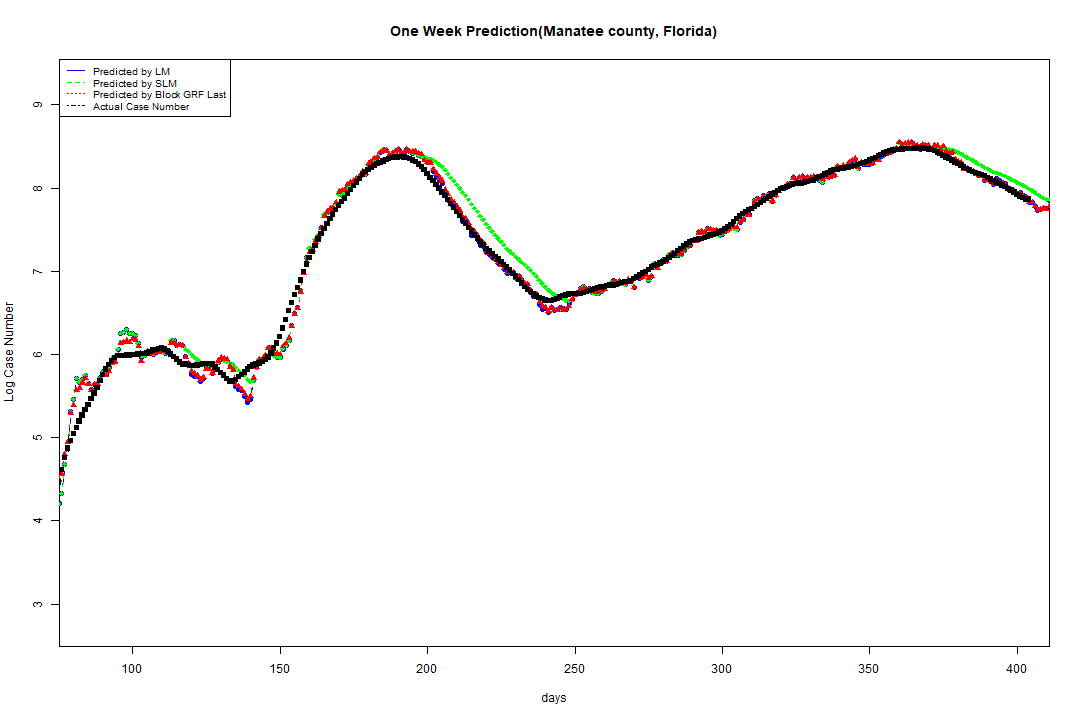 One Week Prediction(Manatee county, Florida)
Predicted by LM
Predicted by SLM
Predicted by Block GRF Last
Actual Case Number
9
8
7
6
5
4
3
Log Case Number
100 150 200 250 300 350 400
days